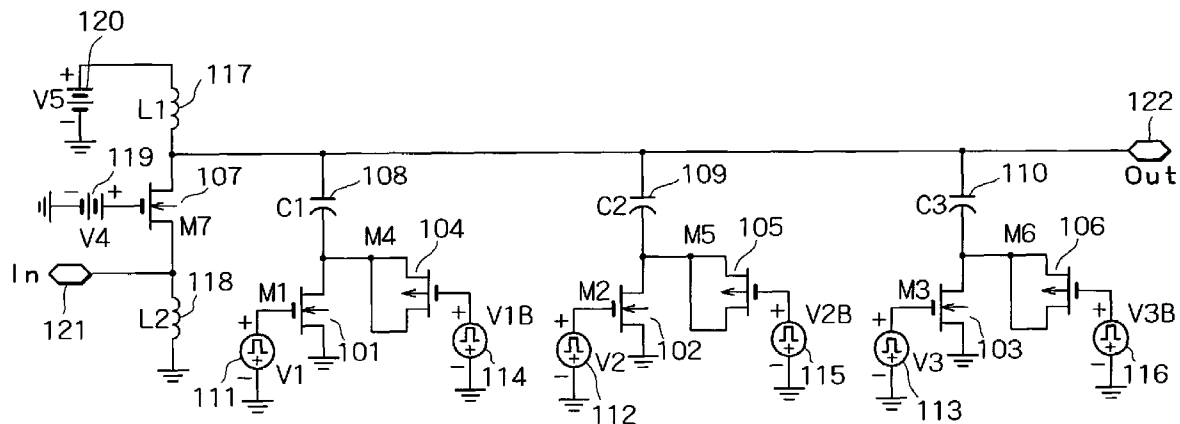 120
117
+
V5
-
L1
122
119
107
108
109
110
Out
- +
C1
C2
C3
V4
M7
M4
104
M5
105
M6
106
In
118
121
L2
M1
M2
M3
+
V1B
+
V2B
+
V3B
+
101
+
102
+
103
V1
V2
V3
+
-
111
114
112
115
113
116